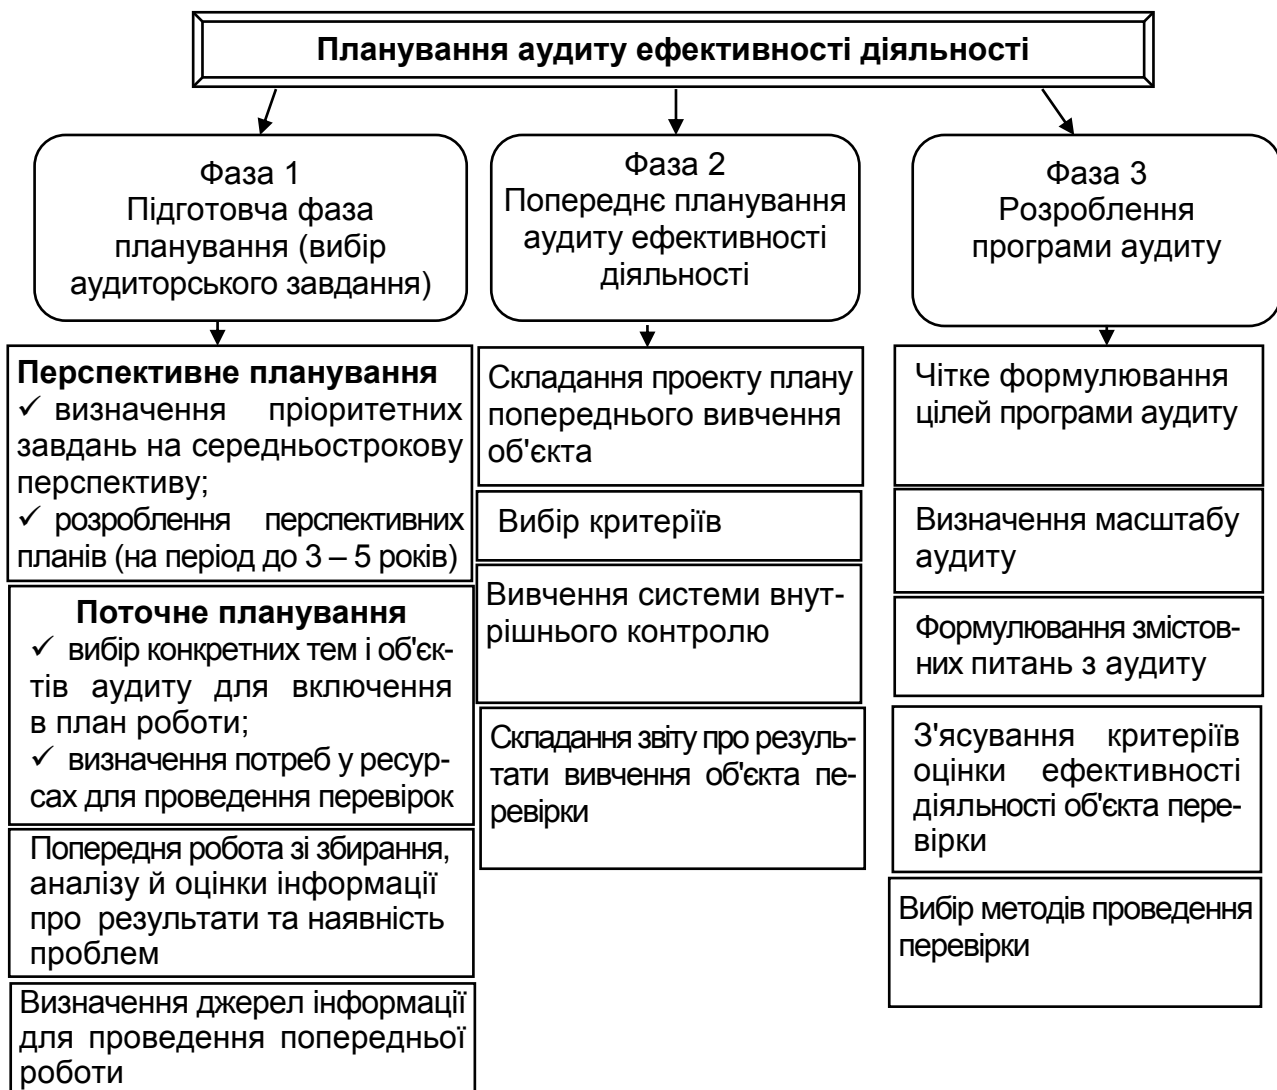 Планування аудиту ефективності діяльності
Фаза 1
Підготовча фаза
планування (вибір
аудиторського завдання)
Перспективне планування
✓ визначення пріоритетних
завдань на середньострокову
перспективу;
✓ розроблення перспективних
планів (на період до 3 – 5 років)
Поточне планування
✓ вибір конкретних тем і об'єк-
тів аудиту для включення
в план роботи;
✓ визначення потреб у ресур-
сах для проведення перевірок
Попередня робота зі збирання,
аналізу й оцінки інформації
про результати та наявність
проблем
Визначення джерел інформації
для проведення попередньої
роботи
Фаза 2
Попереднє планування
аудиту ефективності
діяльності
Складання проекту плану
попереднього вивчення
об'єкта
Вибір критеріїв
Вивчення системи внут-
рішнього контролю
Складання звіту про резуль-
тати вивчення об'єкта пе-
ревірки
Фаза 3
Розроблення
програми аудиту
Чітке формулювання
цілей програми аудиту
Визначення масштабу
аудиту
Формулювання змістов-
них питань з аудиту
З'ясування критеріїв
оцінки ефективності
діяльності об'єкта пере-
вірки
Вибір методів проведення
перевірки